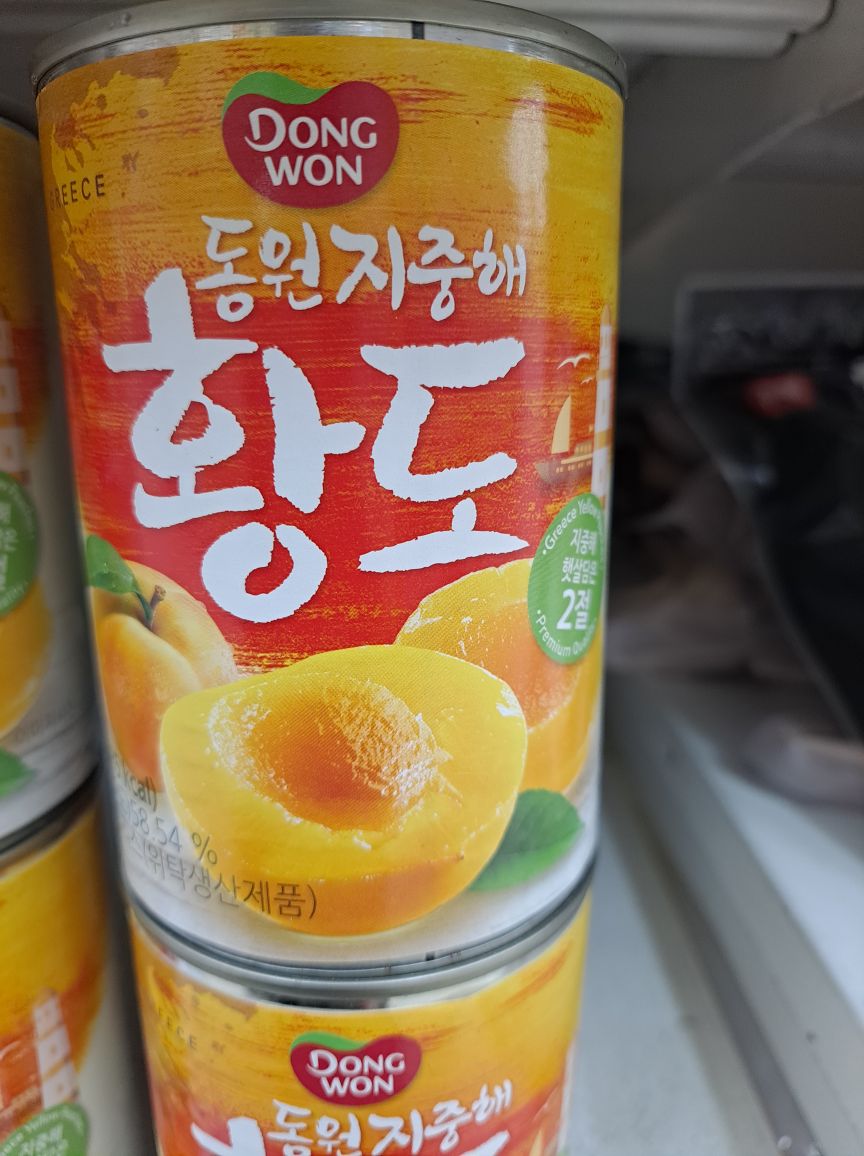 GREECE
DONG
WON
동원 지중해
황도
Greece Yellow
지중해
햇살담은
2절
Premium Quality
kcal)
58.54 %
위탁생산제품)
DONG
WON
동원 지중해